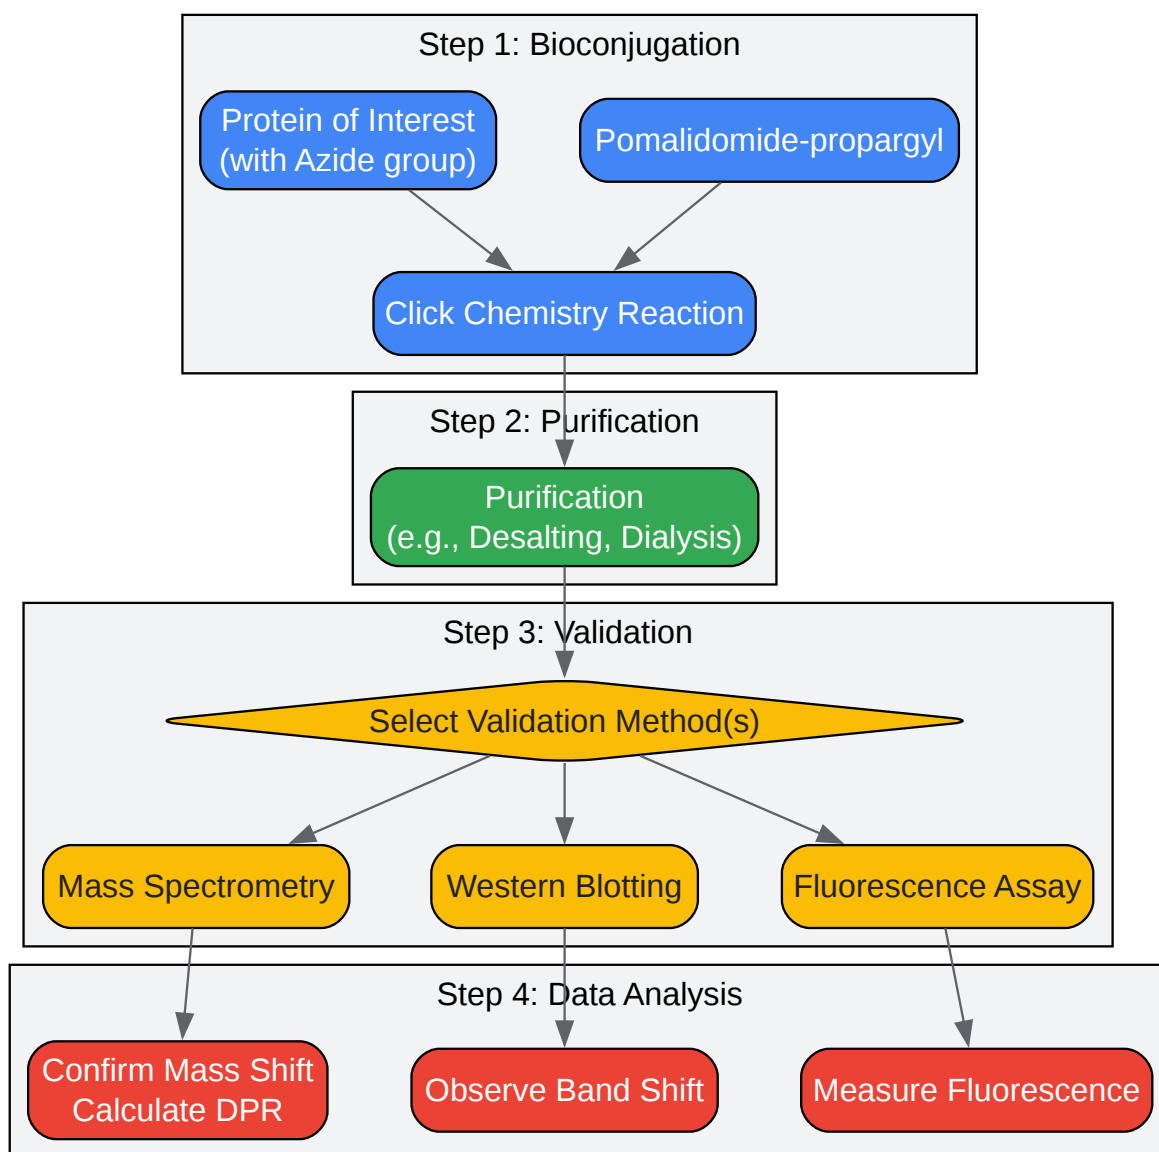 Step 1: Bioconjugation
Protein of Interest
(with Azide group)
Pomalidomide-propargyl
Click Chemistry Reaction
Step 2: Purification
Purification
(e.g., Desalting, Dialysis)
Step 3: Validation
Select Validation Method(s)
Mass Spectrometry
Western Blotting
Fluorescence Assay
Step 4: Data Analysis
Confirm Mass Shift
Calculate DPR
Observe Band Shift
Measure Fluorescence